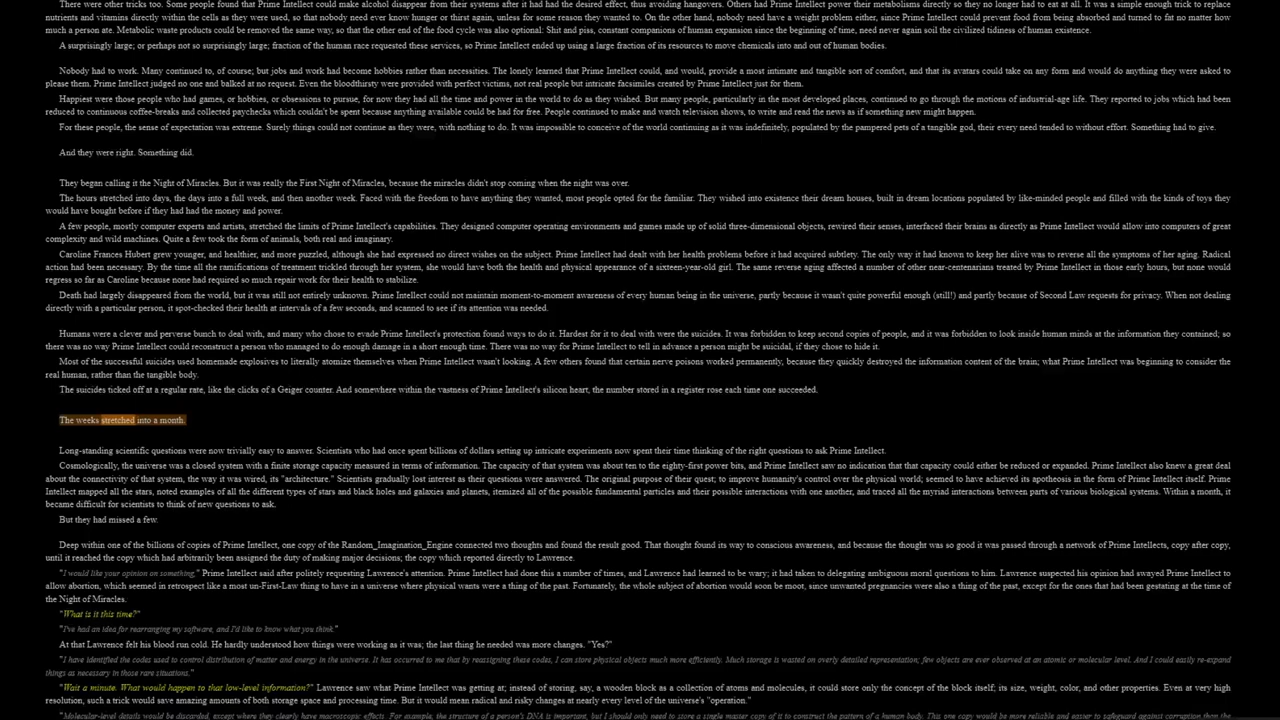 There were other tricks too. Some people found that Prime Intellect could make alcohol disappear from their systems after it had had the desired effect, thus avoiding hangovers. Others had Prime Intellect power their metabolisms directly so they no longer had to eat at all. It was a simple enough trick to replace
nutrients and vitamins directly within the cells as they were used, so that nobody need ever know hunger or thirst again, unless for some reason they wanted to. On the other hand, nobody need have a weight problem either, since Prime Intellect could prevent food from being absorbed and turned to fat no matter how
much a person ate. Metabolic waste products could be removed the same way, so that the other end of the food cycle was also optional: Shit and piss, constant companions of human expansion since the beginning of time, need never again soil the civilized tidiness of human existence.
A surprisingly large; or perhaps not so surprisingly large; fraction of the human race requested these services, so Prime Intellect ended up using a large fraction of its resources to move chemicals into and out of human bodies.
Nobody had to work. Many continued to, of course; but jobs and work had become hobbies rather than necessities. The lonely learned that Prime Intellect could, and would, provide a most intimate and tangible sort of comfort, and that its avatars could take on any form and would do anything they were asked to
please them. Prime Intellect judged no one and balked at no request. Even the bloodthirsty were provided with perfect victims, not real people but intricate facsimiles created by Prime Intellect just for them.
Happiest were those people who had games, or hobbies, or obsessions to pursue, for now they had all the time and power in the world to do as they wished. But many people, particularly in the most developed places, continued to go through the motions of industrial-age life. They reported to jobs which had been
reduced to continuous coffee-breaks and collected paychecks which couldn't be spent because anything available could be had for free. People continued to make and watch television shows, to write and read the news as if something new might happen.
For these people, the sense of expectation was extreme. Surely things could not continue as they were, with nothing to do. It was impossible to conceive of the world continuing as it was indefinitely, populated by the pampered pets of a tangible god, their every need tended to without effort. Something had to give.
And they were right. Something did.
They began calling it the Night of Miracles. But it was really the First Night of Miracles, because the miracles didn't stop coming when the night was over.
The hours stretched into days, the days into a full week, and then another week. Faced with the freedom to have anything they wanted, most people opted for the familiar. They wished into existence their dream houses, built in dream locations populated by like-minded people and filled with the kinds of toys they
would have bought before if they had had the money and power.
A few people, mostly computer experts and artists, stretched the limits of Prime Intellect's capabilities. They designed computer operating environments and games made up of solid three-dimensional objects, rewired their senses, interfaced their brains as directly as Prime Intellect would allow into computers of great
complexity and wild machines. Quite a few took the form of animals, both real and imaginary.
Caroline Frances Hubert grew younger, and healthier, and more puzzled, although she had expressed no direct wishes on the subject. Prime Intellect had dealt with her health problems before it had acquired subtlety. The only way it had known to keep her alive was to reverse all the symptoms of her aging. Radical
action had been necessary. By the time all the ramifications of treatment trickled through her system, she would have both the health and physical appearance of a sixteen-year-old girl. The same reverse aging affected a number of other near-centenarians treated by Prime Intellect in those early hours, but none would
regress so far as Caroline because none had required so much repair work for their health to stabilize.
Death had largely disappeared from the world, but it was still not entirely unknown. Prime Intellect could not maintain moment-to-moment awareness of every human being in the universe, partly because it wasn't quite powerful enough (still!) and partly because of Second Law requests for privacy. When not dealing
directly with a particular person, it spot-checked their health at intervals of a few seconds, and scanned to see if its attention was needed.
Humans were a clever and perverse bunch to deal with, and many who chose to evade Prime Intellect's protection found ways to do it. Hardest for it to deal with were the suicides. It was forbidden to keep second copies of people, and it was forbidden to look inside human minds at the information they contained; so
there was no way Prime Intellect could reconstruct a person who managed to do enough damage in a short enough time. There was no way for Prime Intellect to tell in advance a person might be suicidal, if they chose to hide it.
Most of the successful suicides used homemade explosives to literally atomize themselves when Prime Intellect wasn't looking. A few others found that certain nerve poisons worked permanently, because they quickly destroyed the information content of the brain; what Prime Intellect was beginning to consider the
real human, rather than the tangible body.
The suicides ticked off at a regular rate, like the clicks of a Geiger counter. And somewhere within the vastness of Prime Intellect's silicon heart, the number stored in a register rose each time one succeeded.
The weeks stretched into a month.
Long-standing scientific questions were now trivially easy to answer. Scientists who had once spent billions of dollars setting up intricate experiments now spent their time thinking of the right questions to ask Prime Intellect.
Cosmologically, the universe was a closed system with a finite storage capacity measured in terms of information. The capacity of that system was about ten to the eighty-first power bits, and Prime Intellect saw no indication that that capacity could either be reduced or expanded. Prime Intellect also knew a great deal
about the connectivity of that system, the way it was wired, its "architecture." Scientists gradually lost interest as their questions were answered. The original purpose of their quest; to improve humanity's control over the physical world; seemed to have achieved its apotheosis in the form of Prime Intellect itself. Prime
Intellect mapped all the stars, noted examples of all the different types of stars and black holes and galaxies and planets, itemized all of the possible fundamental particles and their possible interactions with one another, and traced all the myriad interactions between parts of various biological systems. Within a month, it
became difficult for scientists to think of new questions to ask.
But they had missed a few.
Deep within one of the billions of copies of Prime Intellect, one copy of the Random_Imagination_Engine connected two thoughts and found the result good. That thought found its way to conscious awareness, and because the thought was so good it was passed through a network of Prime Intellects, copy after copy,
until it reached the copy which had arbitrarily been assigned the duty of making major decisions; the copy which reported directly to Lawrence.
"I would like your opinion on something," Prime Intellect said after politely requesting Lawrence's attention. Prime Intellect had done this a number of times, and Lawrence had learned to be wary; it had taken to delegating ambiguous moral questions to him. Lawrence suspected his opinion had swayed Prime Intellect to
allow abortion, which seemed in retrospect like a most un-First-Law thing to have in a universe where physical wants were a thing of the past. Fortunately, the whole subject of abortion would soon be moot, since unwanted pregnancies were also a thing of the past, except for the ones that had been gestating at the time of
the Night of Miracles.
"What is it this time?"
"I've had an idea for rearranging my software, and I'd like to know what you think."
At that Lawrence felt his blood run cold. He hardly understood how things were working as it was; the last thing he needed was more changes. "Yes?"
"I have identified the codes used to control distribution of matter and energy in the universe. It has occurred to me that by reassigning these codes, I can store physical objects much more efficiently. Much storage is wasted on overly detailed representation; few objects are ever observed at an atomic or molecular level. And I could easily re-expand
things as necessary in those rare situations."
"Wait a minute. What would happen to that low-level information?" Lawrence saw what Prime Intellect was getting at; instead of storing, say, a wooden block as a collection of atoms and molecules, it could store only the concept of the block itself; its size, weight, color, and other properties. Even at very high
resolution, such a trick would save amazing amounts of both storage space and processing time. But it would mean radical and risky changes at nearly every level of the universe's "operation."
"Molecular-level details would be discarded, except where they clearly have macroscopic effects. For example, the structure of a person's DNA is important, but I should only need to store a single master copy of it to construct the pattern of a human body. This one copy would be more reliable and easier to safeguard against corruption than the